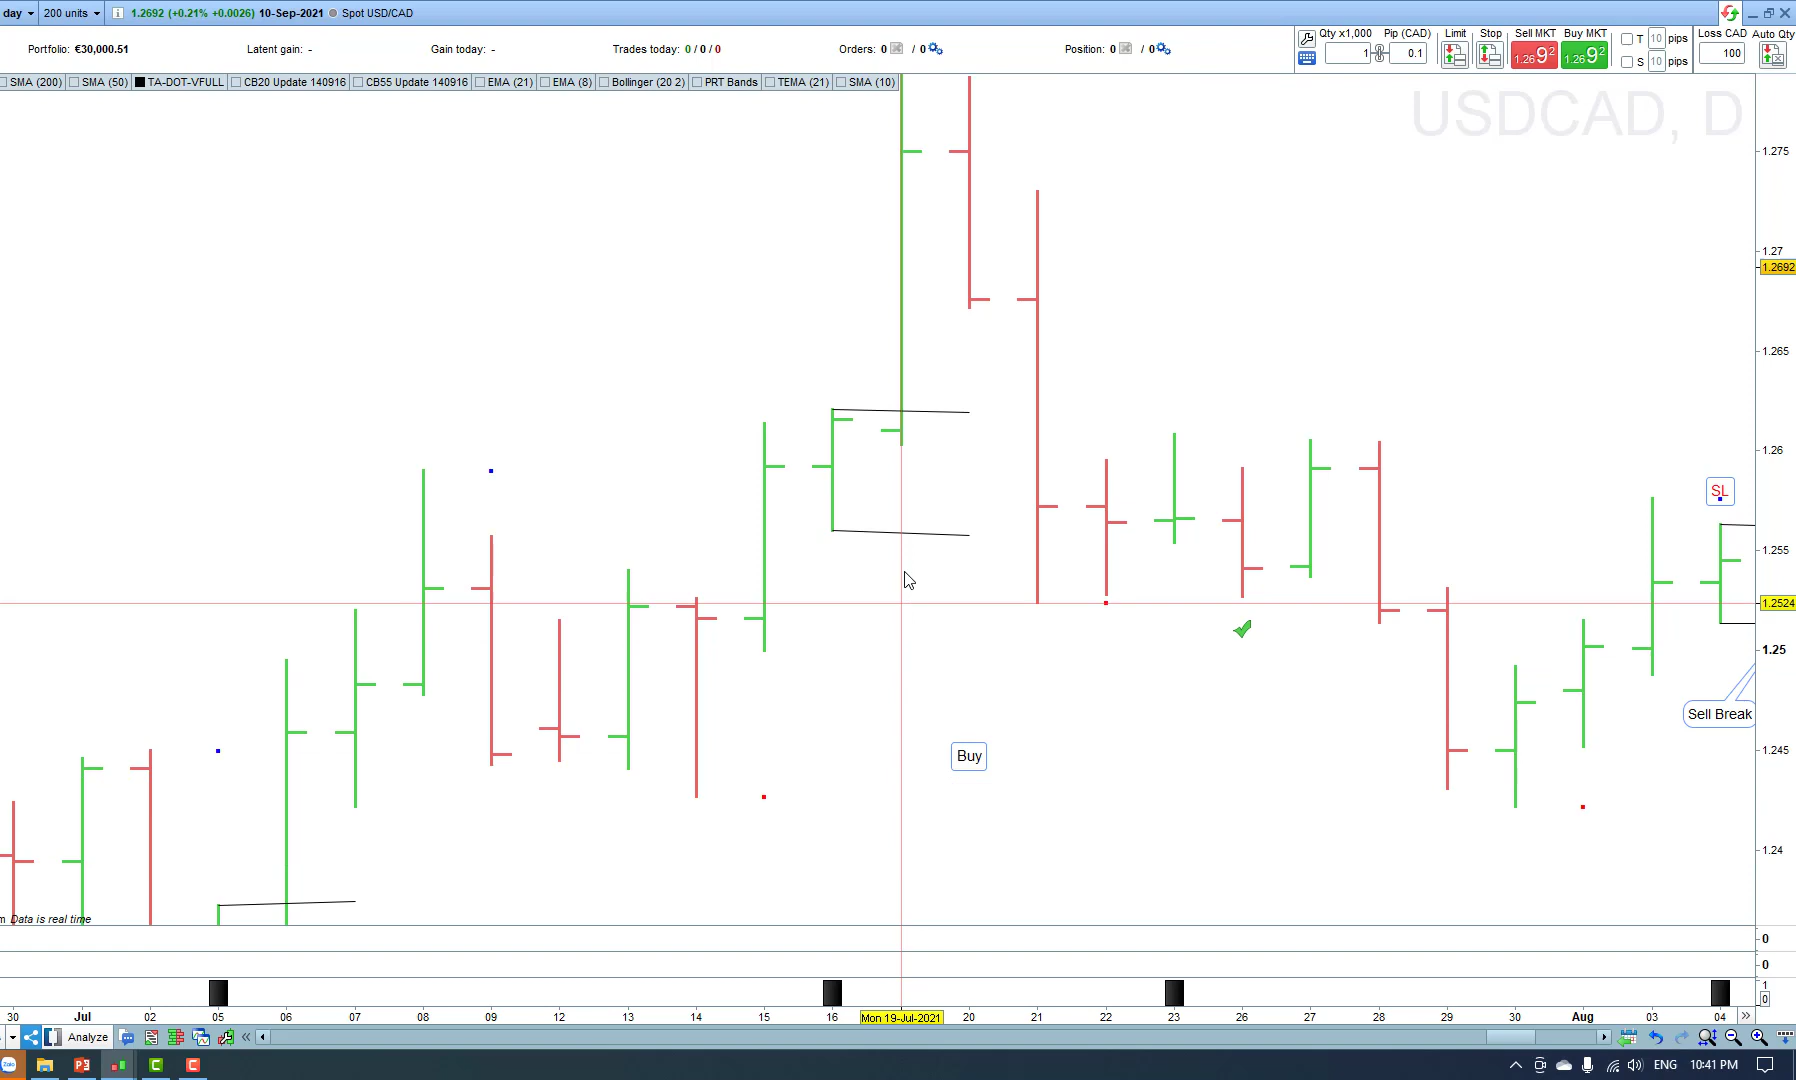 day 200 units 1.2692 (+0.21% +0.0026) 10-Sep-2021 Spot USD/CAD
Portfolio: €30,000.51 Latent gain: - Gain today: - Trades today: 0 / 0 / 0 Orders: 0 / 0 Position: 0 / 0
Qty x1,000 Pip (CAD) Limit Stop Sell MKT Buy MKT T 10 pips Loss CAD Auto Qty
1 0.1 1.26 9 2 1.26 9 2 S 10 pips 100
SMA (200) SMA (50) TA-DOT-VFULL CB20 Update 140916 CB55 Update 140916 EMA (21) EMA (8) Bollinger (20 2) PRT Bands TEMA (21) SMA (10)
USDCAD, D
1.275
1.27
1.2692
1.265
1.26
SL
1.255
1.2524
1.25
Sell Break
1.245
Buy
1.24
m Data is real time
0
0
1
0
30 Jul 02 05 06 07 08 09 12 13 14 15 16 Mon 19-Jul-2021 20 21 22 23 26 27 28 29 30 Aug 03 04
Analyze
Zalo ENG 10:41 PM